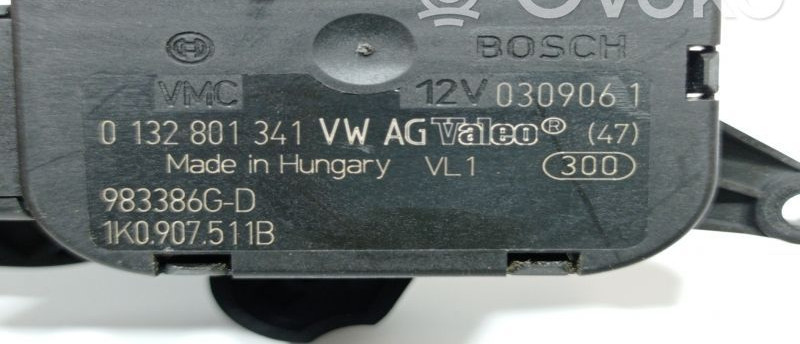 BOSCH
VMC 12V 030906 1
0 132 801 341 VW AG Valeo® (47)
Made in Hungary VL1 300
983386G-D
1K0.907.511B